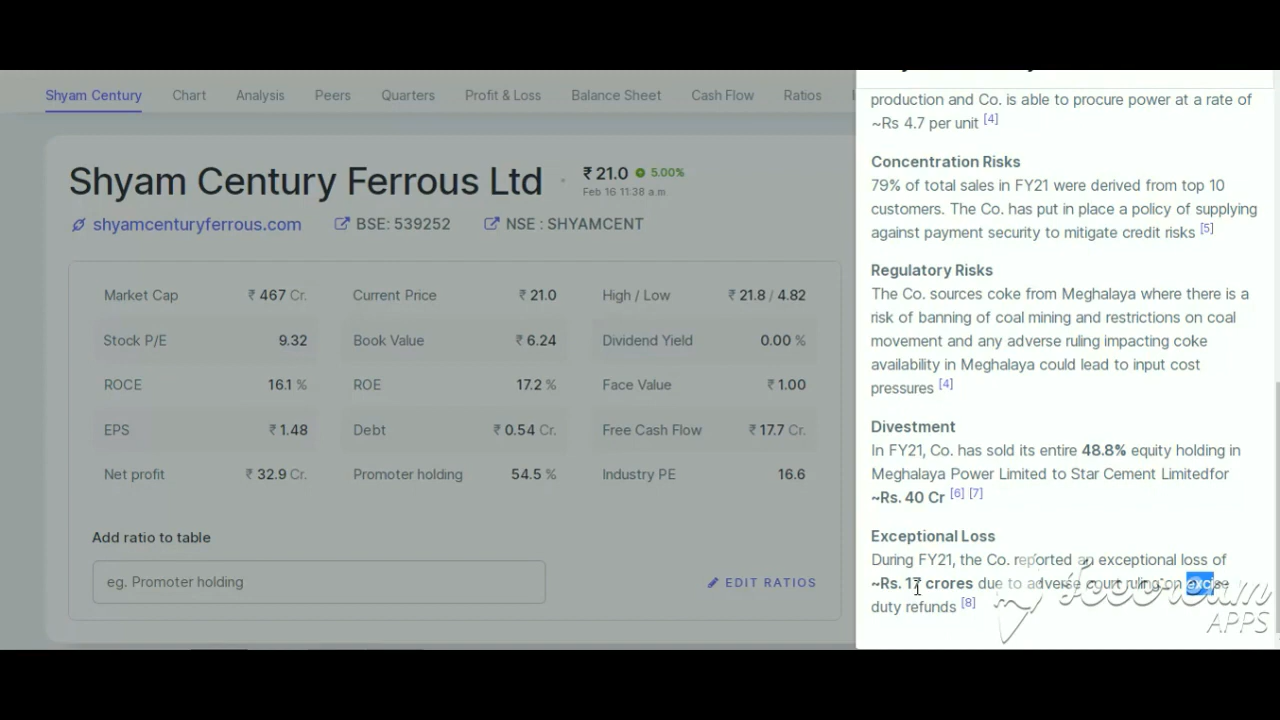 Shyam Century Chart Analysis Peers Quarters Profit & Loss Balance Sheet Cash Flow Ratios
Shyam Century Ferrous Ltd
₹ 21.0 5.00%
Feb 16 11.38 a.m
shyamcenturyferrous.com BSE: 539252 NSE : SHYAMCENT
Market Cap ₹ 467 Cr. Current Price ₹ 21.0 High / Low ₹ 21.8 / 4.82
Stock P/E 9.32 Book Value ₹ 6.24 Dividend Yield 0.00 %
ROCE 16.1 % ROE 17.2 % Face Value ₹ 1.00
EPS ₹ 1.48 Debt ₹ 0.54 Cr. Free Cash Flow ₹ 17.7 Cr.
Net profit ₹ 32.9 Cr. Promoter holding 54.5 % Industry PE 16.6
Add ratio to table
eg. Promoter holding EDIT RATIOS
production and Co. is able to procure power at a rate of
~Rs 4.7 per unit [4]
Concentration Risks
79% of total sales in FY21 were derived from top 10
customers. The Co. has put in place a policy of supplying
against payment security to mitigate credit risks [5]
Regulatory Risks
The Co. sources coke from Meghalaya where there is a
risk of banning of coal mining and restrictions on coal
movement and any adverse ruling impacting coke
availability in Meghalaya could lead to input cost
pressures [4]
Divestment
In FY21, Co. has sold its entire 48.8% equity holding in
Meghalaya Power Limited to Star Cement Limitedfor
~Rs. 40 Cr [6] [7]
Exceptional Loss
During FY21, the Co. reported an exceptional loss of
~Rs. 17 crores due to adverse court ruling on excise
duty refunds [8]
Icecream
APPS